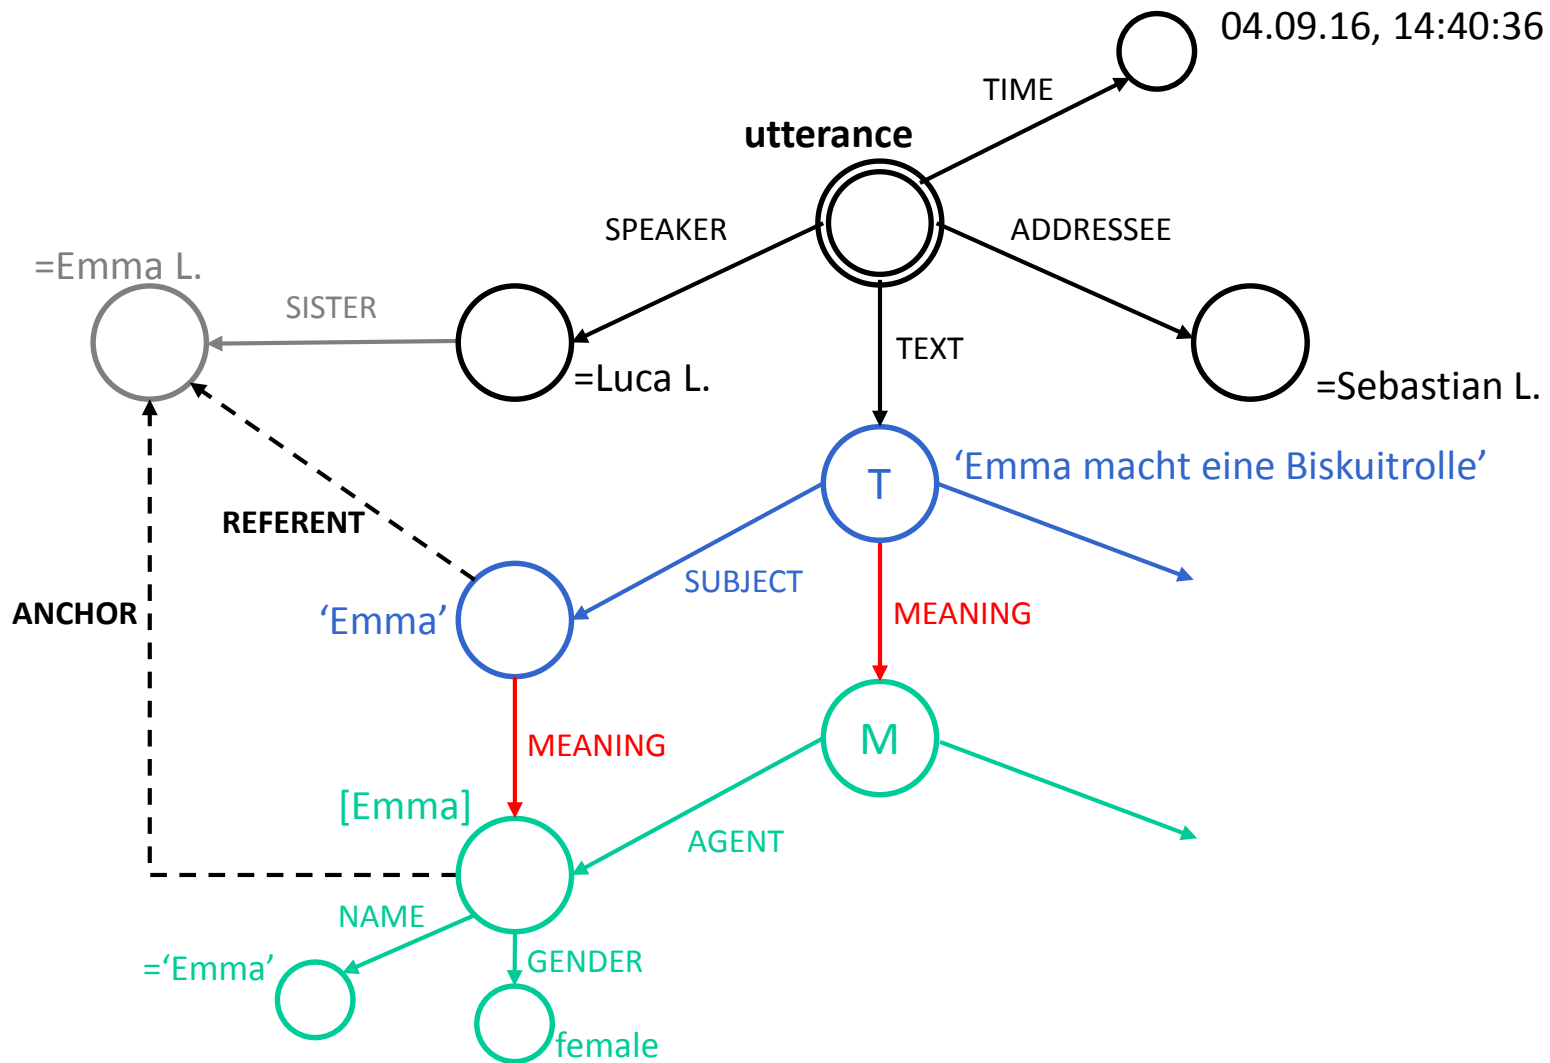 04.09.16, 14:40:36
TIME
utterance
SPEAKER
ADDRESSEE
=Emma L.
SISTER
TEXT
=Luca L.
=Sebastian L.
‘Emma macht eine Biskuitrolle’
T
REFERENT
SUBJECT
ANCHOR
‘Emma’
MEANING
M
MEANING
[Emma]
AGENT
NAME
GENDER
=‘Emma’
female